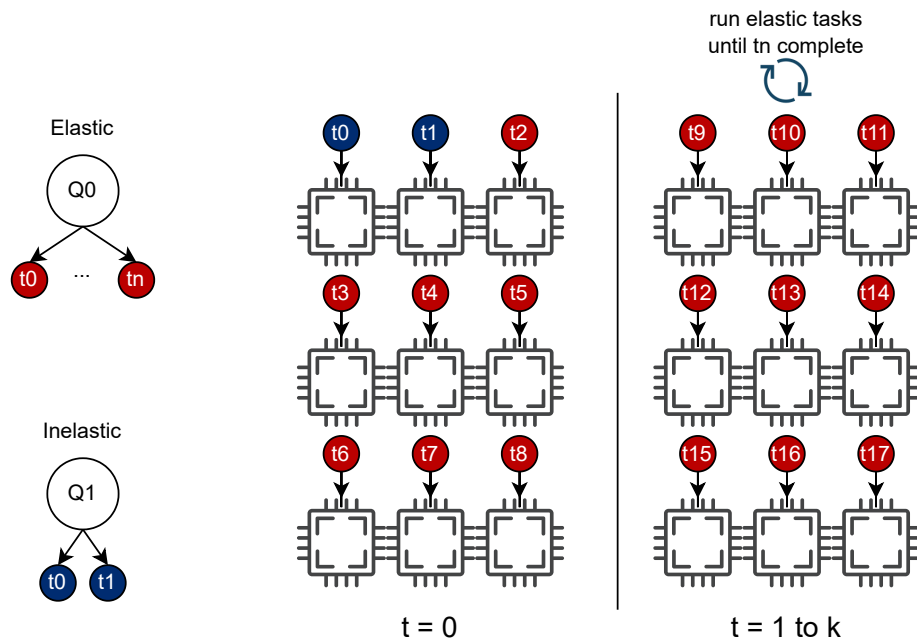 run elastic tasks
until tn complete
Elastic
Q0
t0 ... tn
Inelastic
Q1
t0 t1
t0 t1 t2
t3 t4 t5
t6 t7 t8
t = 0
t9 t10 t11
t12 t13 t14
t15 t16 t17
t = 1 to k